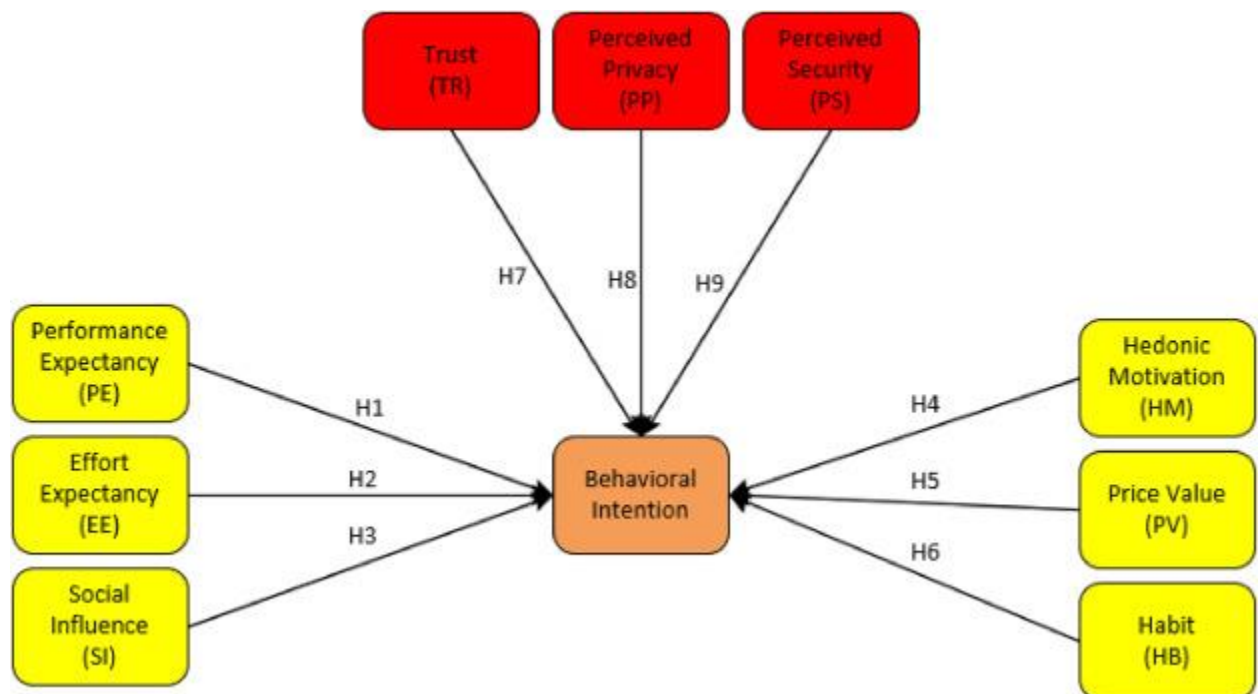 Trust
(TR)
Perceived
Privacy
(PP)
Perceived
Security
(PS)
H7
H8
H9
Performance
Expectancy
(PE)
H1
Effort
Expectancy
(EE)
H2
Social
Influence
(SI)
H3
Behavioral
Intention
H4
Hedonic
Motivation
(HM)
H5
Price Value
(PV)
H6
Habit
(HB)